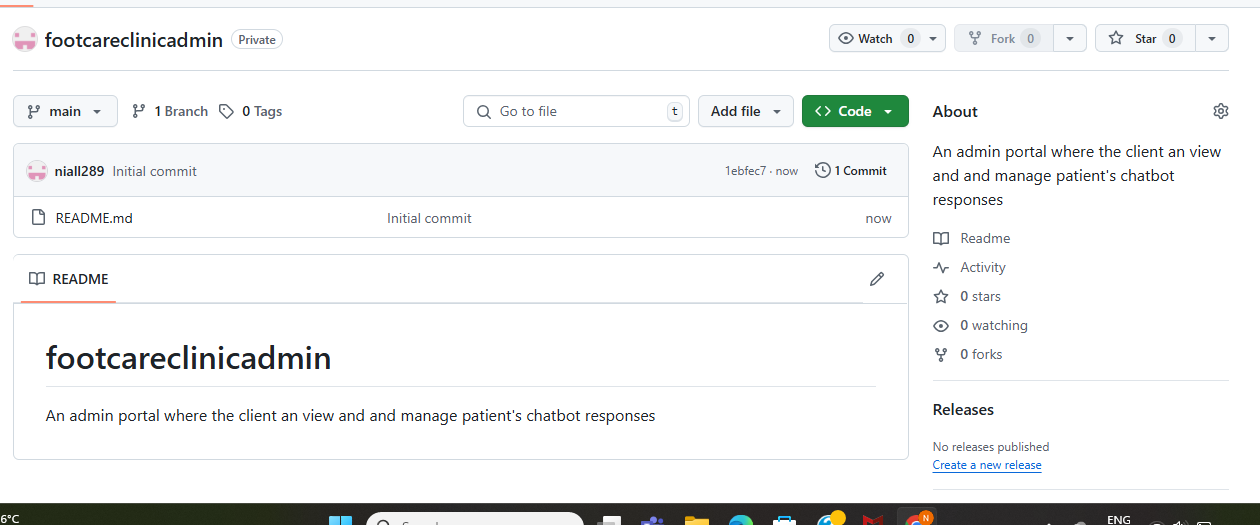 footcareclinicadmin Private Watch 0 Fork 0 Star 0
main 1 Branch 0 Tags Go to file t Add file Code
niall289 Initial commit 1ebfec7 · now 1 Commit
README.md Initial commit now
README
footcareclinicadmin
An admin portal where the client an view and and manage patient's chatbot responses
About
An admin portal where the client an view
and and manage patient's chatbot
responses
Readme
Activity
0 stars
0 watching
0 forks
Releases
No releases published
Create a new release
6°C
N
ENG